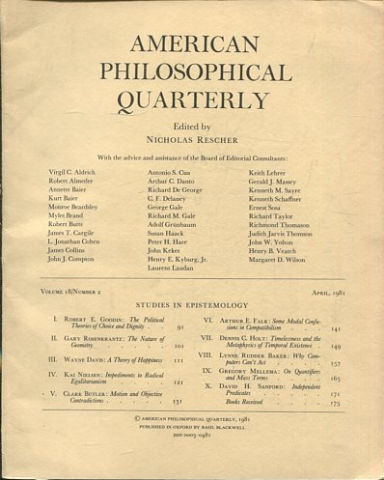 AMERICAN
PHILOSOPHICAL
QUARTERLY
Edited by
NICHOLAS RESCHER
With the advice and assistance of the Board of Editorial Consultants:
Virgil C. Aldrich
Robert Almeder
Annette Baier
Kurt Baier
Monroe Beardsley
Myles Brand
Robert Butts
James T. Cargile
L. Jonathan Cohen
James Collins
John J. Compton
Antonio S. Cua
Arthur C. Danto
Richard De George
C. F. Delaney
George Gale
Richard M. Gale
Adolf Grünbaum
Susan Haack
Peter H. Hare
John Kekes
Henry E. Kyburg, Jr.
Laurent Laudan
Keith Lehrer
Gerald J. Massey
Kenneth M. Sayre
Kenneth Schaffner
Ernest Sosa
Richard Taylor
Richmond Thomason
Judith Jarvis Thomson
John W. Yolton
Henry B. Veatch
Margaret D. Wilson
VOLUME 18/NUMBER 2
APRIL, 1981
STUDIES IN EPISTEMOLOGY
I. ROBERT E. GOODIN: The Political
Theories of Choice and Dignity . . 91
II. GARY ROSENKRANTZ: The Nature of
Geometry . . . . 101
III. WAYNE DAVIS: A Theory of Happiness 111
IV. KAI NIELSEN: Impediments to Radical
Egalitarianism . . . . 121
V. CLARK BUTLER: Motion and Objective
Contradictions . . . . 131
VI. ARTHUR E. FALK: Some Modal Confu-
sions in Compatibilism . . . 141
VII. DENNIS C. HOLT: Timelessness and the
Metaphysics of Temporal Existence . 149
VIII. LYNNE RUDDER BAKER: Why Com-
puters Can't Act . . . 157
IX. GREGORY MELLEMA: On Quantifiers
and Mass Terms . . . 165
X. DAVID H. SANFORD: Independent
Predicates . . . . 171
Books Received . . . 175
© AMERICAN PHILOSOPHICAL QUARTERLY, 1981
PUBLISHED IN OXFORD BY BASIL BLACKWELL